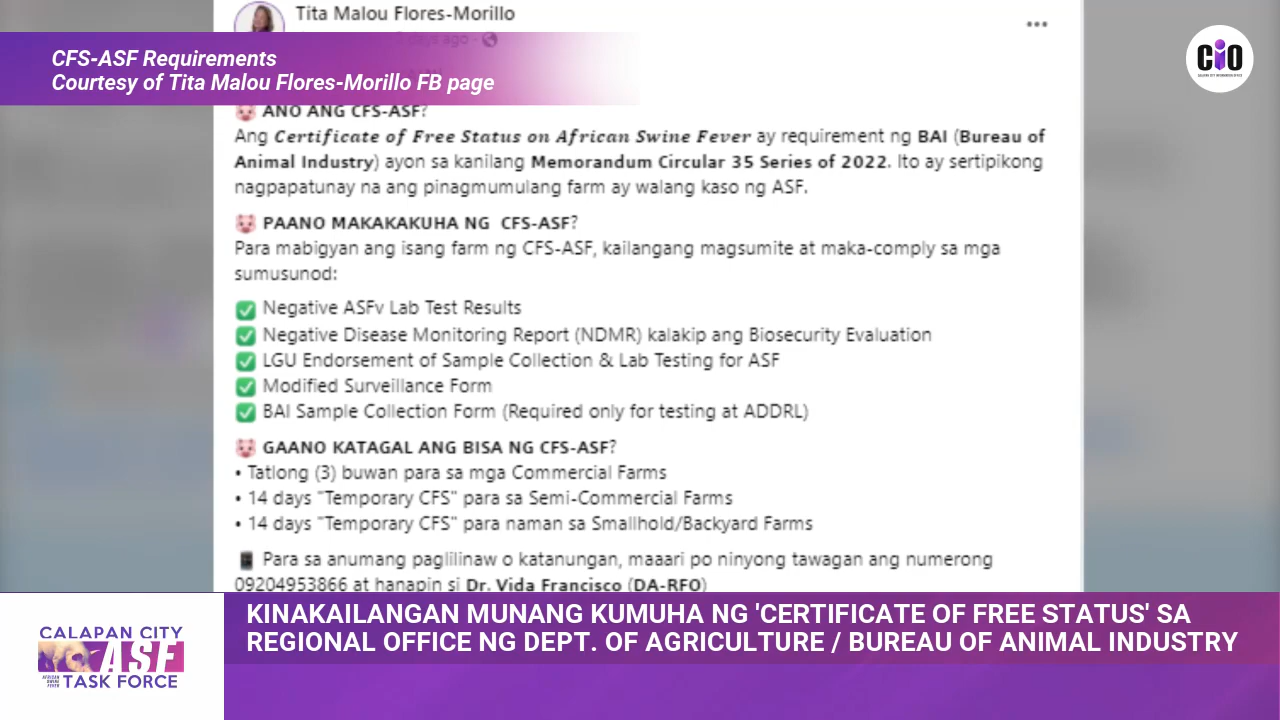 Tita Malou Flores-Morillo
CFS-ASF Requirements
Courtesy of Tita Malou Flores-Morillo FB page
CiO
ANO ANG CFS-ASF?
Ang Certificate of Free Status on African Swine Fever ay requirement ng BAI (Bureau of
Animal Industry) ayon sa kanilang Memorandum Circular 35 Series of 2022. Ito ay sertipikong
nagpapatunay na ang pinagmumulang farm ay walang kaso ng ASF.
PAANO MAKAKAKUHA NG CFS-ASF?
Para mabigyan ang isang farm ng CFS-ASF, kailangang magsumite at maka-comply sa mga
sumusunod:
Negative ASFv Lab Test Results
Negative Disease Monitoring Report (NDMR) kalakip ang Biosecurity Evaluation
LGU Endorsement of Sample Collection & Lab Testing for ASF
Modified Surveillance Form
BAI Sample Collection Form (Required only for testing at ADDRL)
GAANO KATAGAL ANG BISA NG CFS-ASF?
• Tatlong (3) buwan para sa mga Commercial Farms
• 14 days "Temporary CFS" para sa Semi-Commercial Farms
• 14 days "Temporary CFS" para naman sa Smallhold/Backyard Farms
Para sa anumang paglilinaw o katanungan, maaari po ninyong tawagan ang numerong
09204953866 at hanapin si Dr. Vida Francisco (DA-RFO)
KINAKAILANGAN MUNANG KUMUHA NG 'CERTIFICATE OF FREE STATUS' SA
REGIONAL OFFICE NG DEPT. OF AGRICULTURE / BUREAU OF ANIMAL INDUSTRY
CALAPAN CITY
ASF
AFRICAN
SWINE
FEVER
TASK FORCE